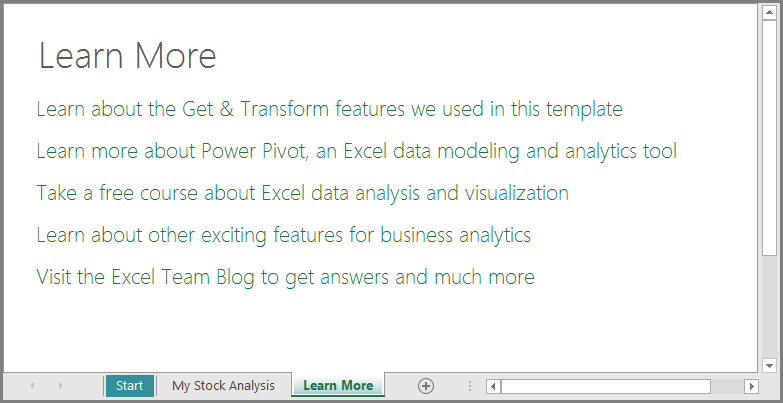 Learn More
Learn about the Get & Transform features we used in this template
Learn more about Power Pivot, an Excel data modeling and analytics tool
Take a free course about Excel data analysis and visualization
Learn about other exciting features for business analytics
Visit the Excel Team Blog to get answers and much more
Start My Stock Analysis Learn More